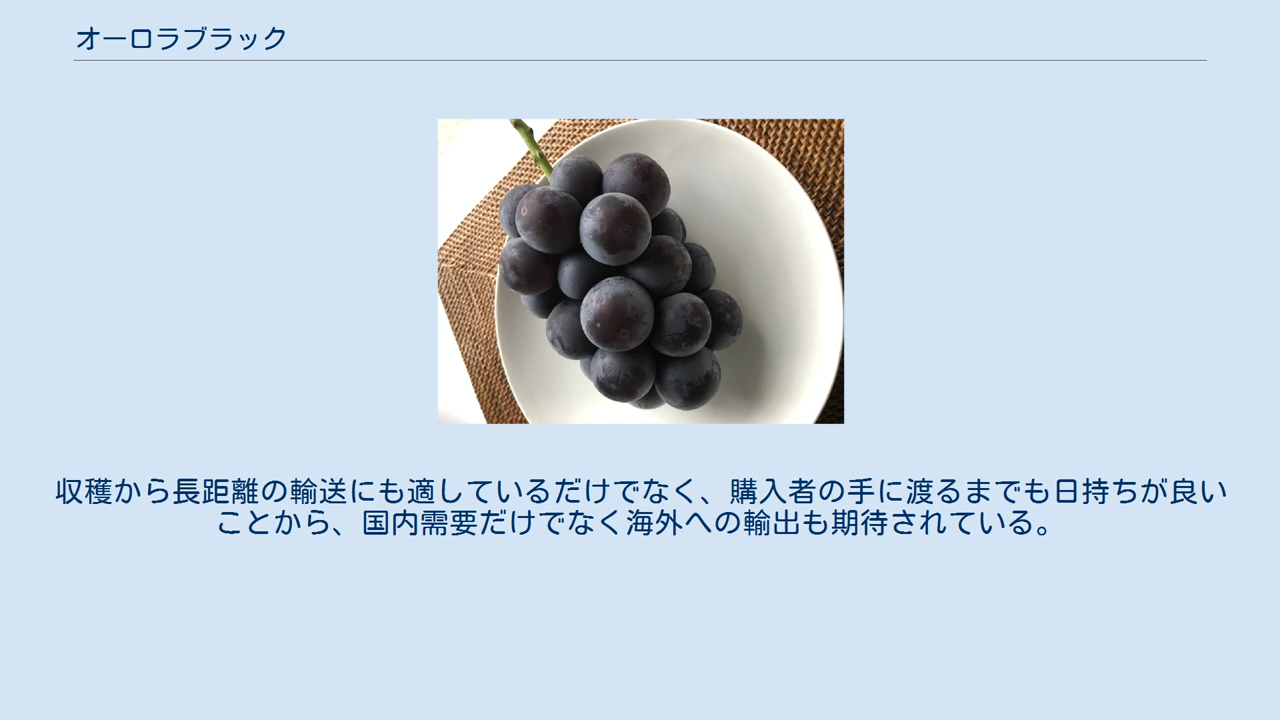 オーロラブラック
収穫から長距離の輸送にも適しているだけでなく、購入者の手に渡るまでも日持ちが良い
ことから、国内需要だけでなく海外への輸出も期待されている。